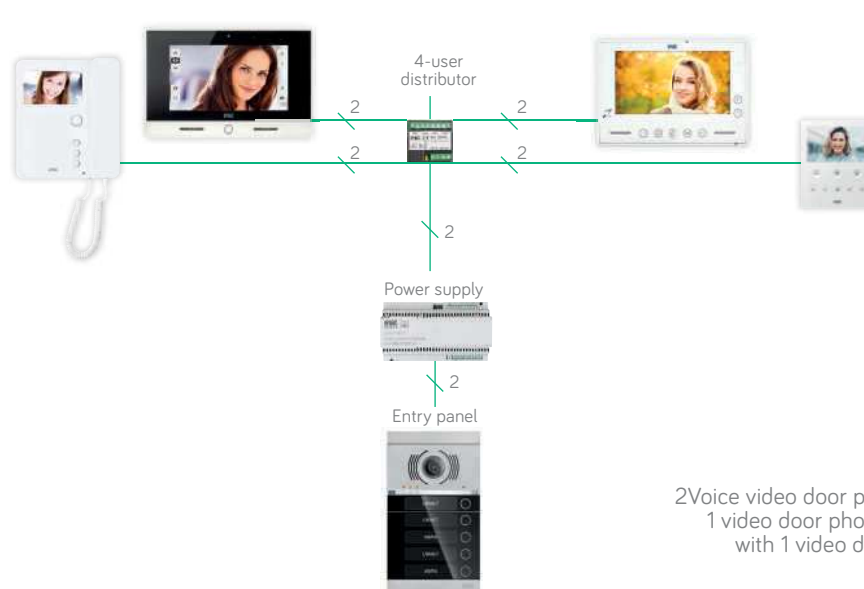 4-user
distributor
2
2
2
2
2
Power supply
2
Entry panel
2Voice video door p
1 video door pho
with 1 video d